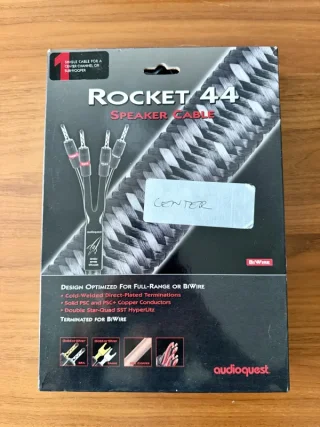 1
SINGLE CABLE FOR A
CENTER CHANNEL OR
SUBWOOFER
ROCKET 44
SPEAKER CABLE
CENTER
audioquest
BIWIRE
DESIGN OPTIMIZED FOR FULL-RANGE OR BIWIRE
• Cold-Welded Direct-Plated Terminations
• Solid PSC and PSC+ Copper Conductors
• Double Star-Quad SST HyperLitz
TERMINATED FOR BIWIRE
audioquest